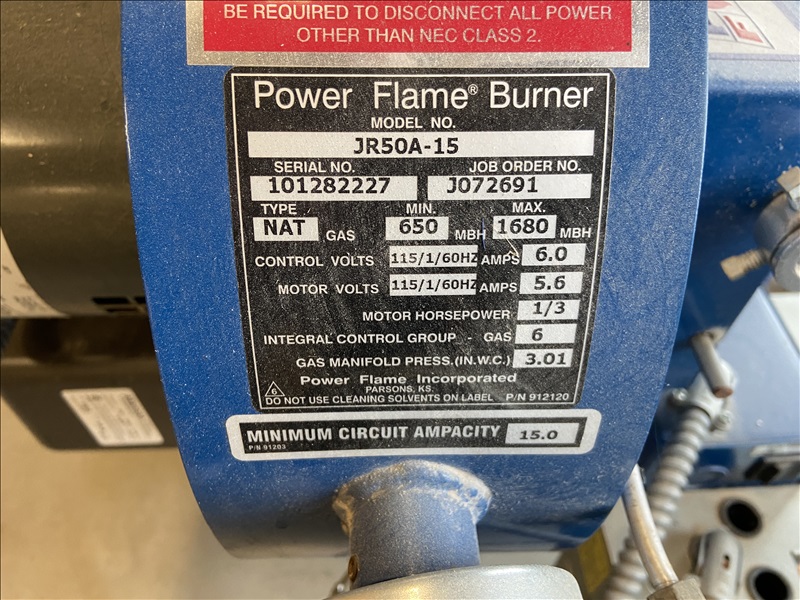 BE REQUIRED TO DISCONNECT ALL POWER
OTHER THAN NEC CLASS 2.
Power Flame® Burner
MODEL NO.
JR50A-15
SERIAL NO. JOB ORDER NO.
101282227 J072691
TYPE MIN. MAX.
NAT GAS 650 MBH 1680 MBH
CONTROL VOLTS 115/1/60HZ AMPS 6.0
MOTOR VOLTS 115/1/60HZ AMPS 5.6
MOTOR HORSEPOWER 1/3
INTEGRAL CONTROL GROUP - GAS 6
GAS MANIFOLD PRESS.(IN.W.C.) 3.01
Power Flame Incorporated
PARSONS, KS.
6 DO NOT USE CLEANING SOLVENTS ON LABEL P/N 912120
MINIMUM CIRCUIT AMPACITY 15.0
P/N 91203